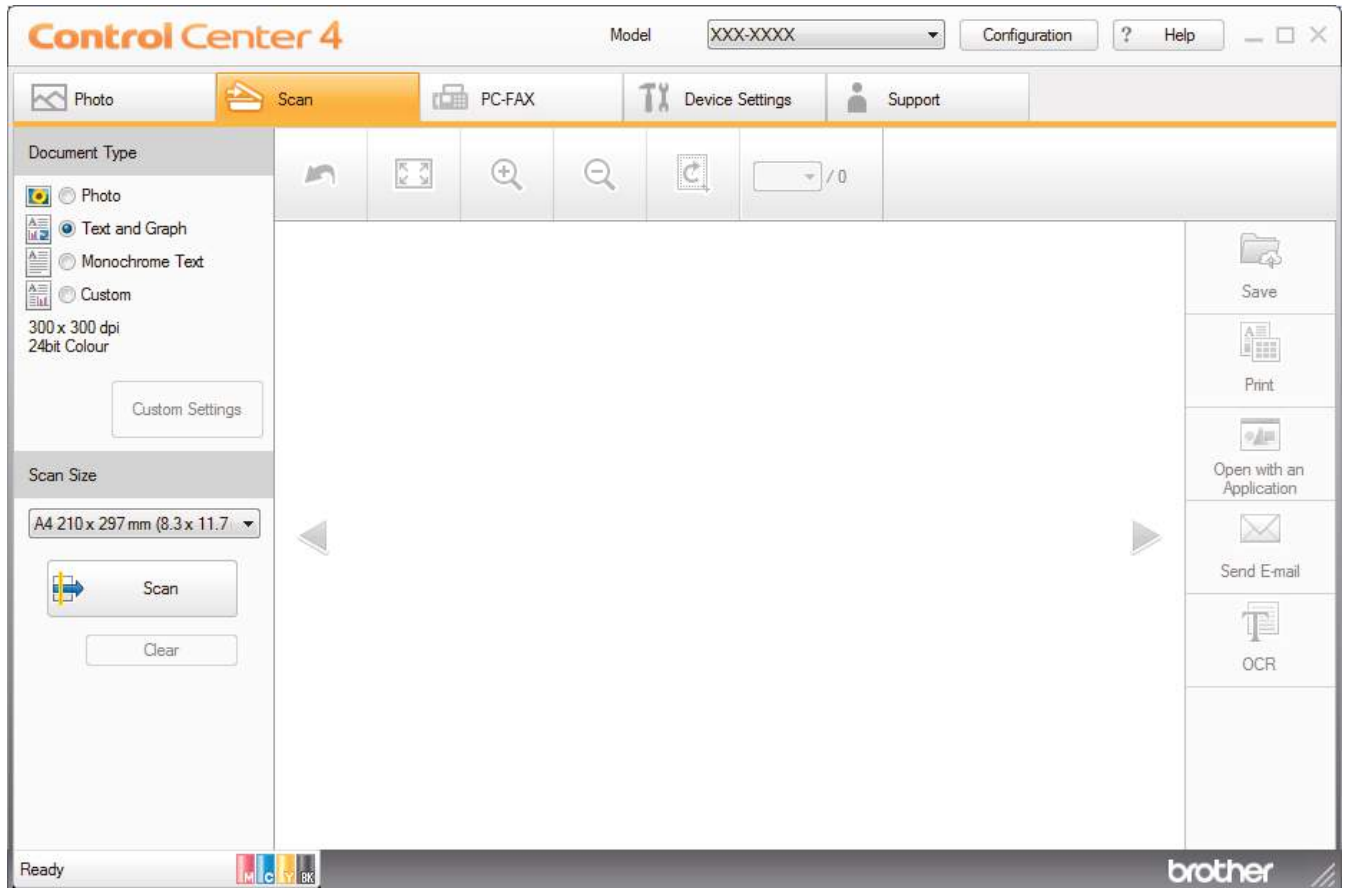 Control Center 4
Model XXX-XXXX Configuration ? Help
Photo Scan PC-FAX Device Settings Support
Document Type
Photo
Text and Graph
Monochrome Text
Custom
300 x 300 dpi
24bit Colour
Custom Settings
Scan Size
A4 210 x 297 mm (8.3 x 11.7
Scan
Clear
/ 0
Save
Print
Open with an
Application
Send E-mail
OCR
Ready M C Y BK brother